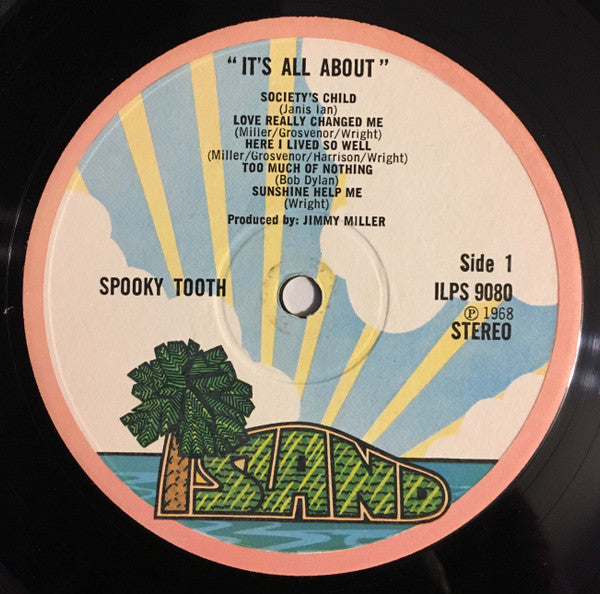 "IT'S ALL ABOUT"
SOCIETY'S CHILD
(Janis Ian)
LOVE REALLY CHANGED ME
(Miller/Grosvenor/Wright)
HERE I LIVED SO WELL
(Miller/Grosvenor/Harrison/Wright)
TOO MUCH OF NOTHING
(Bob Dylan)
SUNSHINE HELP ME
(Wright)
Produced by: JIMMY MILLER
SPOOKY TOOTH
Side 1
ILPS 9080
℗ 1968
STEREO
ISLAND